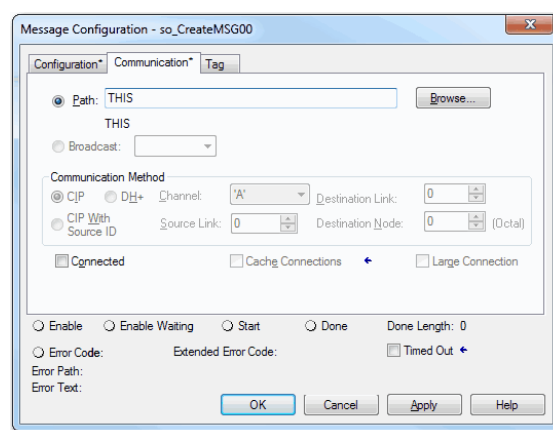 Message Configuration - so_CreateMSG00
Configuration* Communication* Tag
Path: THIS Browse...
THIS
Broadcast:
Communication Method
CIP DH+ Channel: 'A' Destination Link: 0
CIP With Source ID Source Link: 0 Destination Node: 0 (Octal)
Connected Cache Connections ← Large Connection
Enable Enable Waiting Start Done Done Length: 0
Error Code: Extended Error Code: Timed Out ←
Error Path:
Error Text:
OK Cancel Apply Help